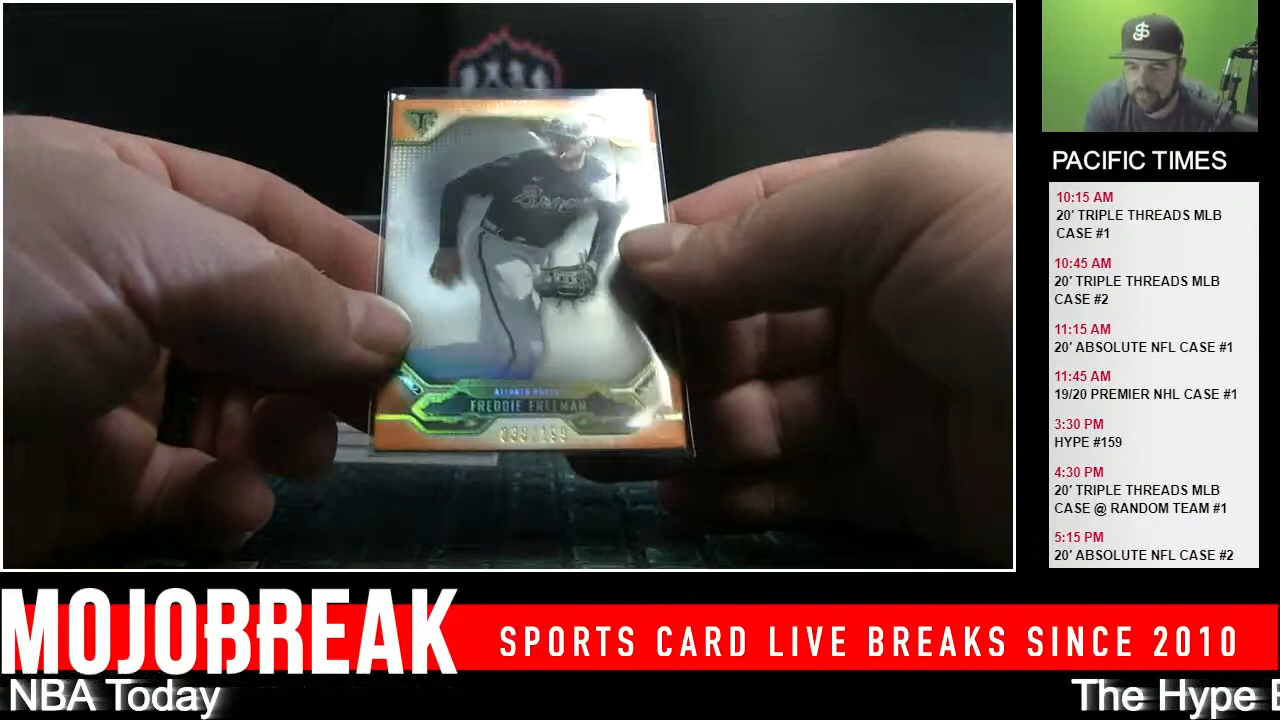 Braves
FREDDIE FREEMAN
PACIFIC TIMES
10:15 AM
20' TRIPLE THREADS MLB
CASE #1
10:45 AM
20' TRIPLE THREADS MLB
CASE #2
11:15 AM
20' ABSOLUTE NFL CASE #1
11:45 AM
19/20 PREMIER NHL CASE #1
3:30 PM
HYPE #159
4:30 PM
20' TRIPLE THREADS MLB
CASE @ RANDOM TEAM #1
5:15 PM
20' ABSOLUTE NFL CASE #2
MOJOBREAK
SPORTS CARD LIVE BREAKS SINCE 2010
NBA Today
The Hype